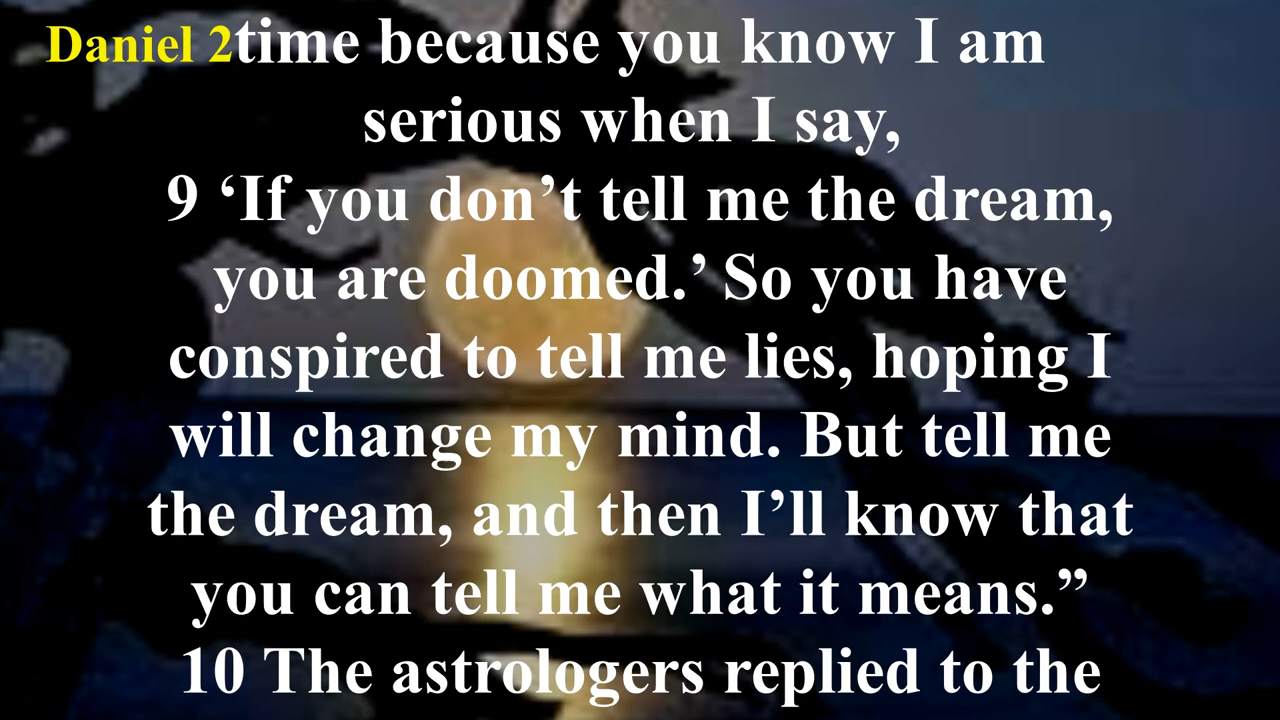 Daniel 2time because you know I am
serious when I say,
9 ‘If you don’t tell me the dream,
you are doomed.’ So you have
conspired to tell me lies, hoping I
will change my mind. But tell me
the dream, and then I’ll know that
you can tell me what it means.”
10 The astrologers replied to the